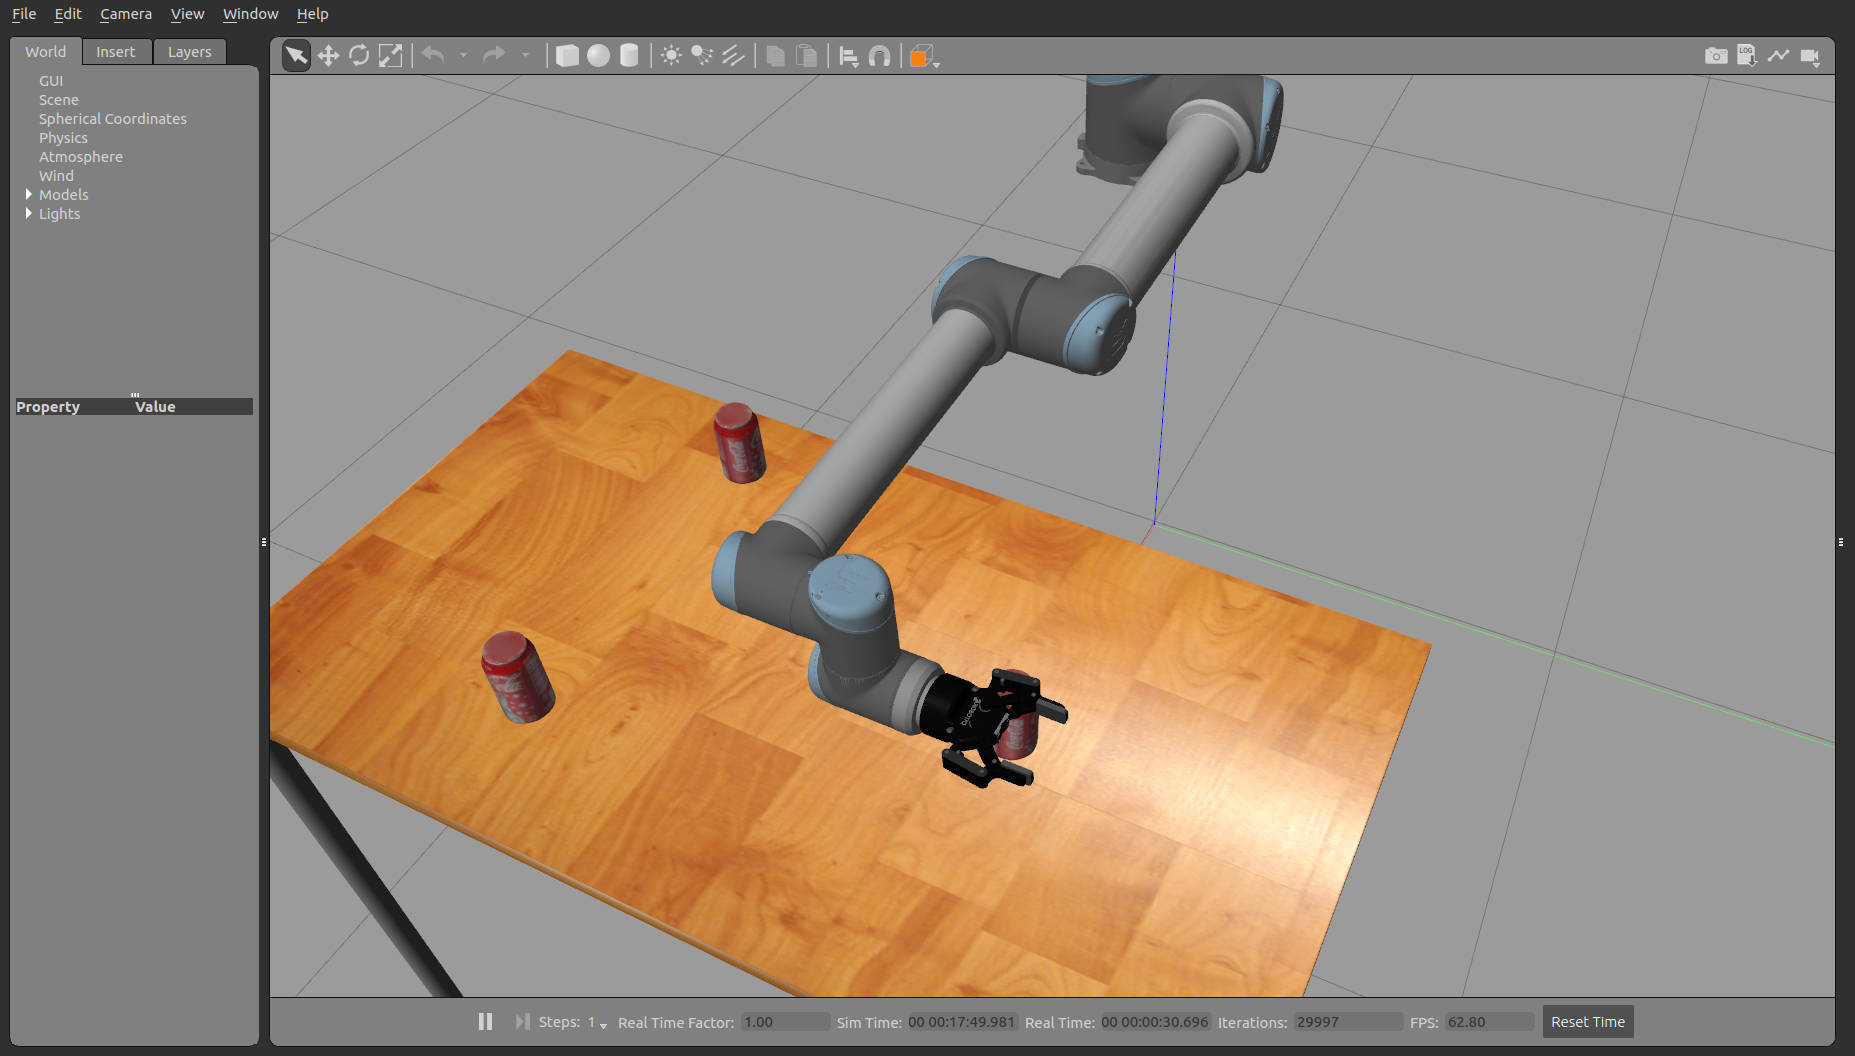 File Edit Camera View Window Help
World Insert Layers
LOG
GUI
Scene
Spherical Coordinates
Physics
Atmosphere
Wind
Models
Lights
Property Value
Steps: 1 Real Time Factor: 1.00 Sim Time: 00 00:17:49.981 Real Time: 00 00:00:30.696 Iterations: 29997 FPS: 62.80 Reset Time